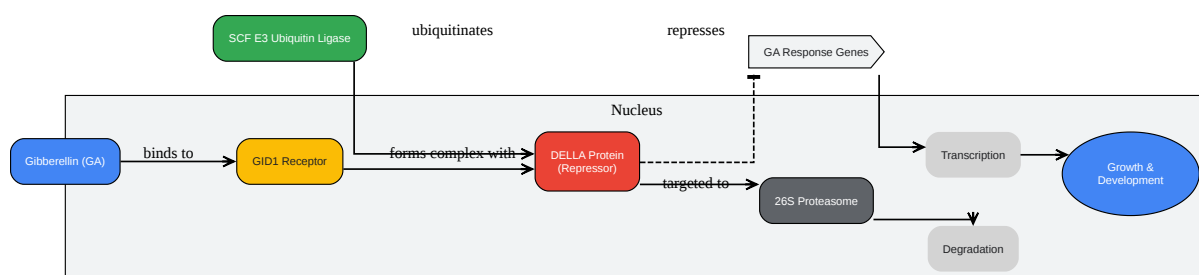 ubiquitinates
represses
SCF E3 Ubiquitin Ligase
GA Response Genes
Nucleus
Gibberellin (GA)
binds to
GID1 Receptor
forms complex with
DELLA Protein
(Repressor)
Transcription
Growth &
Development
targeted to
26S Proteasome
Degradation